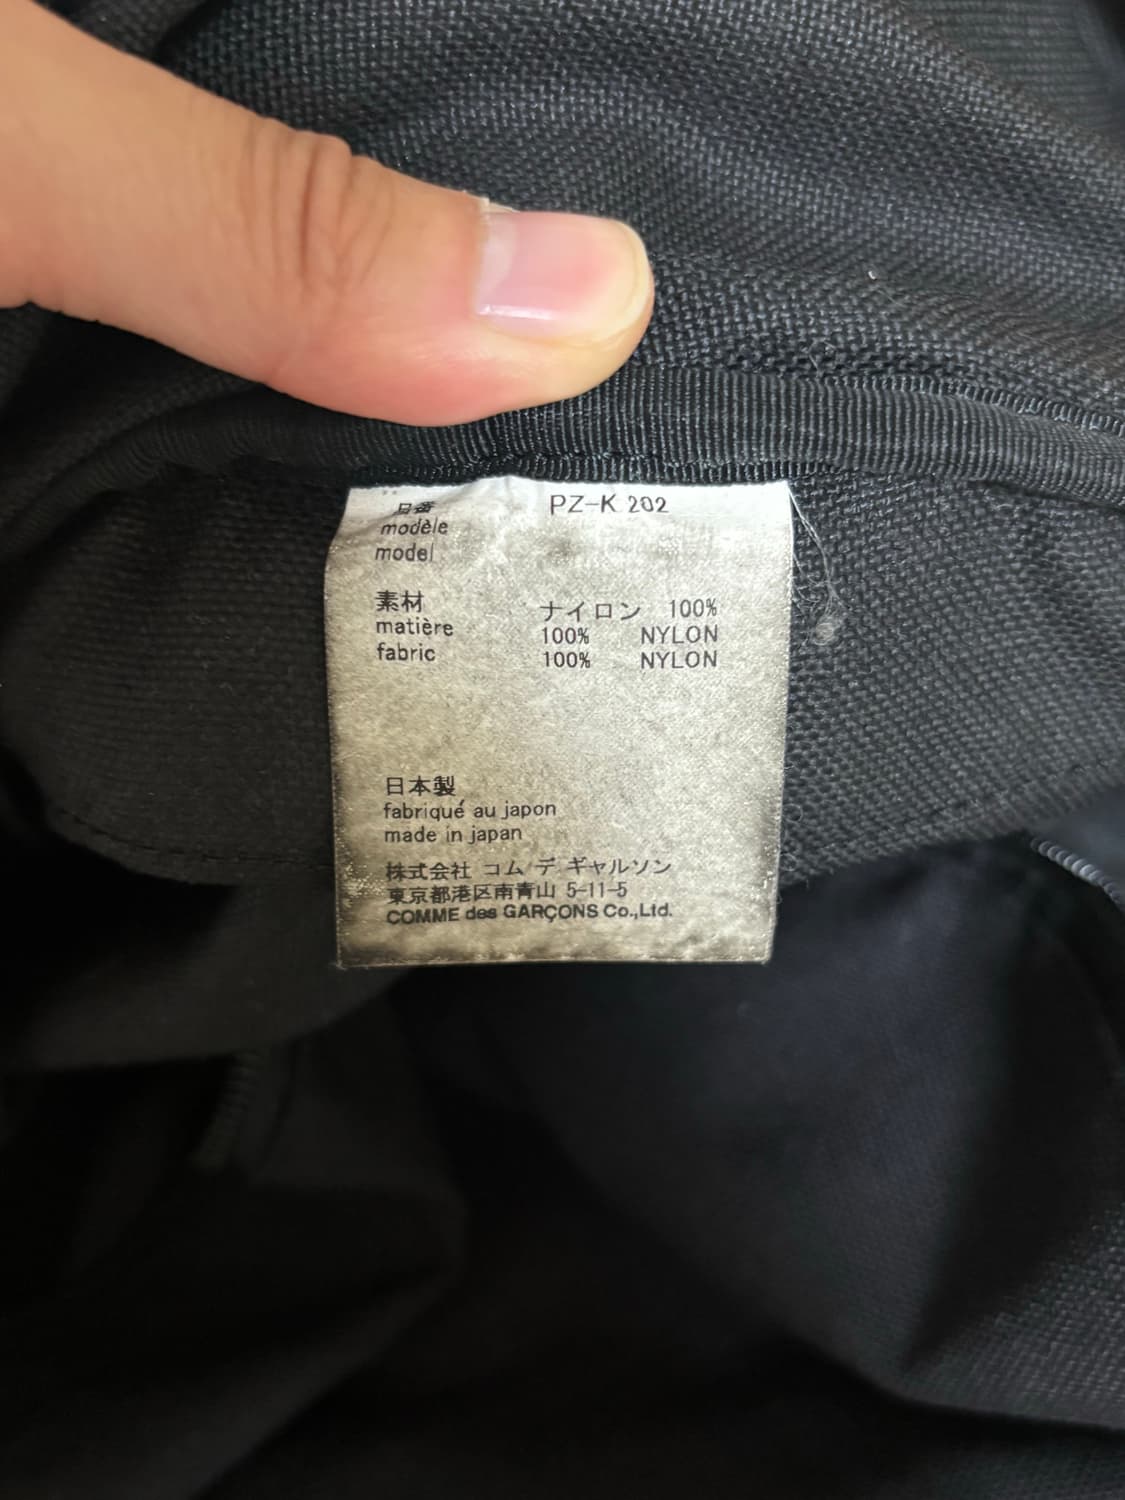 品番 PZ-K 202
modèle
model
素材 ナイロン 100%
matière 100% NYLON
fabric 100% NYLON
日本製
fabriqué au japon
made in japan
株式会社 コム デ ギャルソン
東京都港区南青山 5-11-5
COMME des GARÇONS Co.,Ltd.